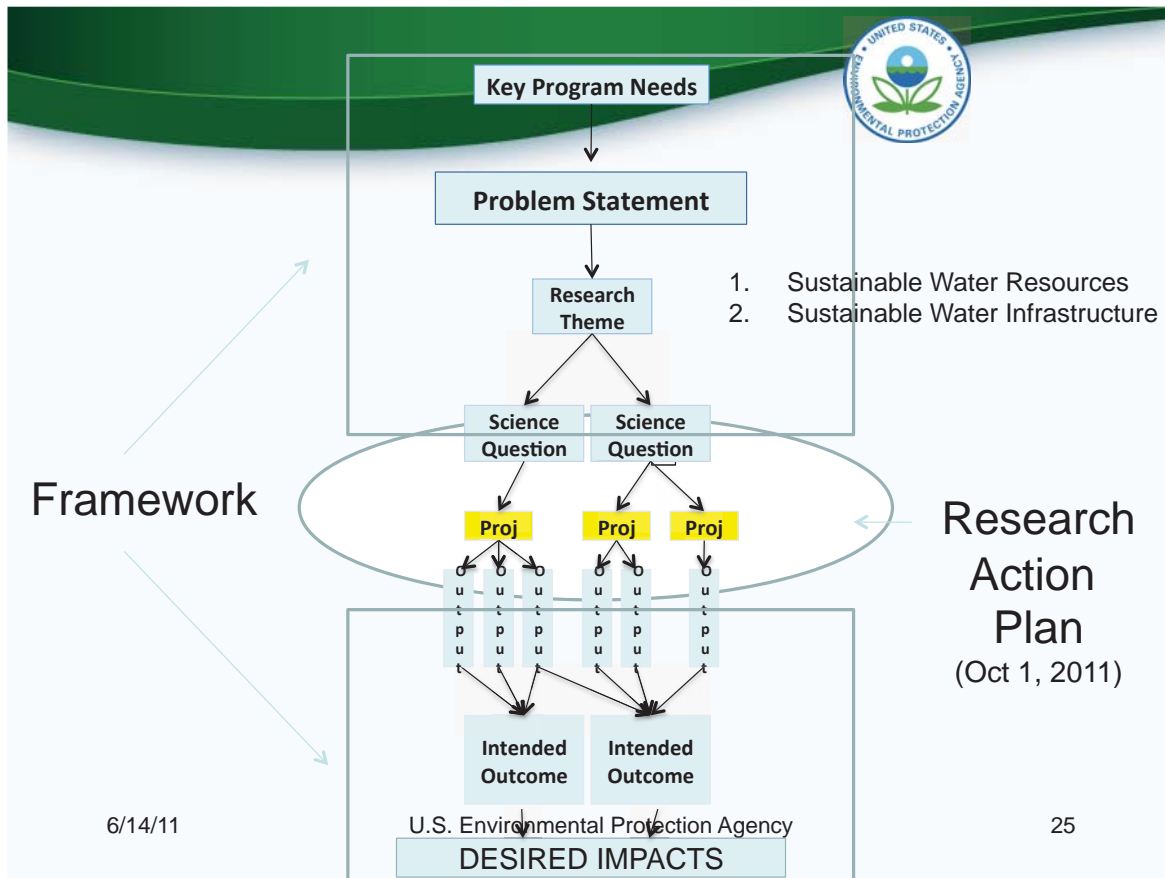 UNITED STATES
ENVIRONMENTAL PROTECTION AGENCY
Key Program Needs
Problem Statement
Research
Theme
1. Sustainable Water Resources
2. Sustainable Water Infrastructure
Science
Question
Science
Question
Framework
Proj
Proj
Proj
Research
Action
Plan
(Oct 1, 2011)
Output
Output
Output
Output
Output
Output
Intended
Outcome
Intended
Outcome
6/14/11
U.S. Environmental Protection Agency
25
DESIRED IMPACTS